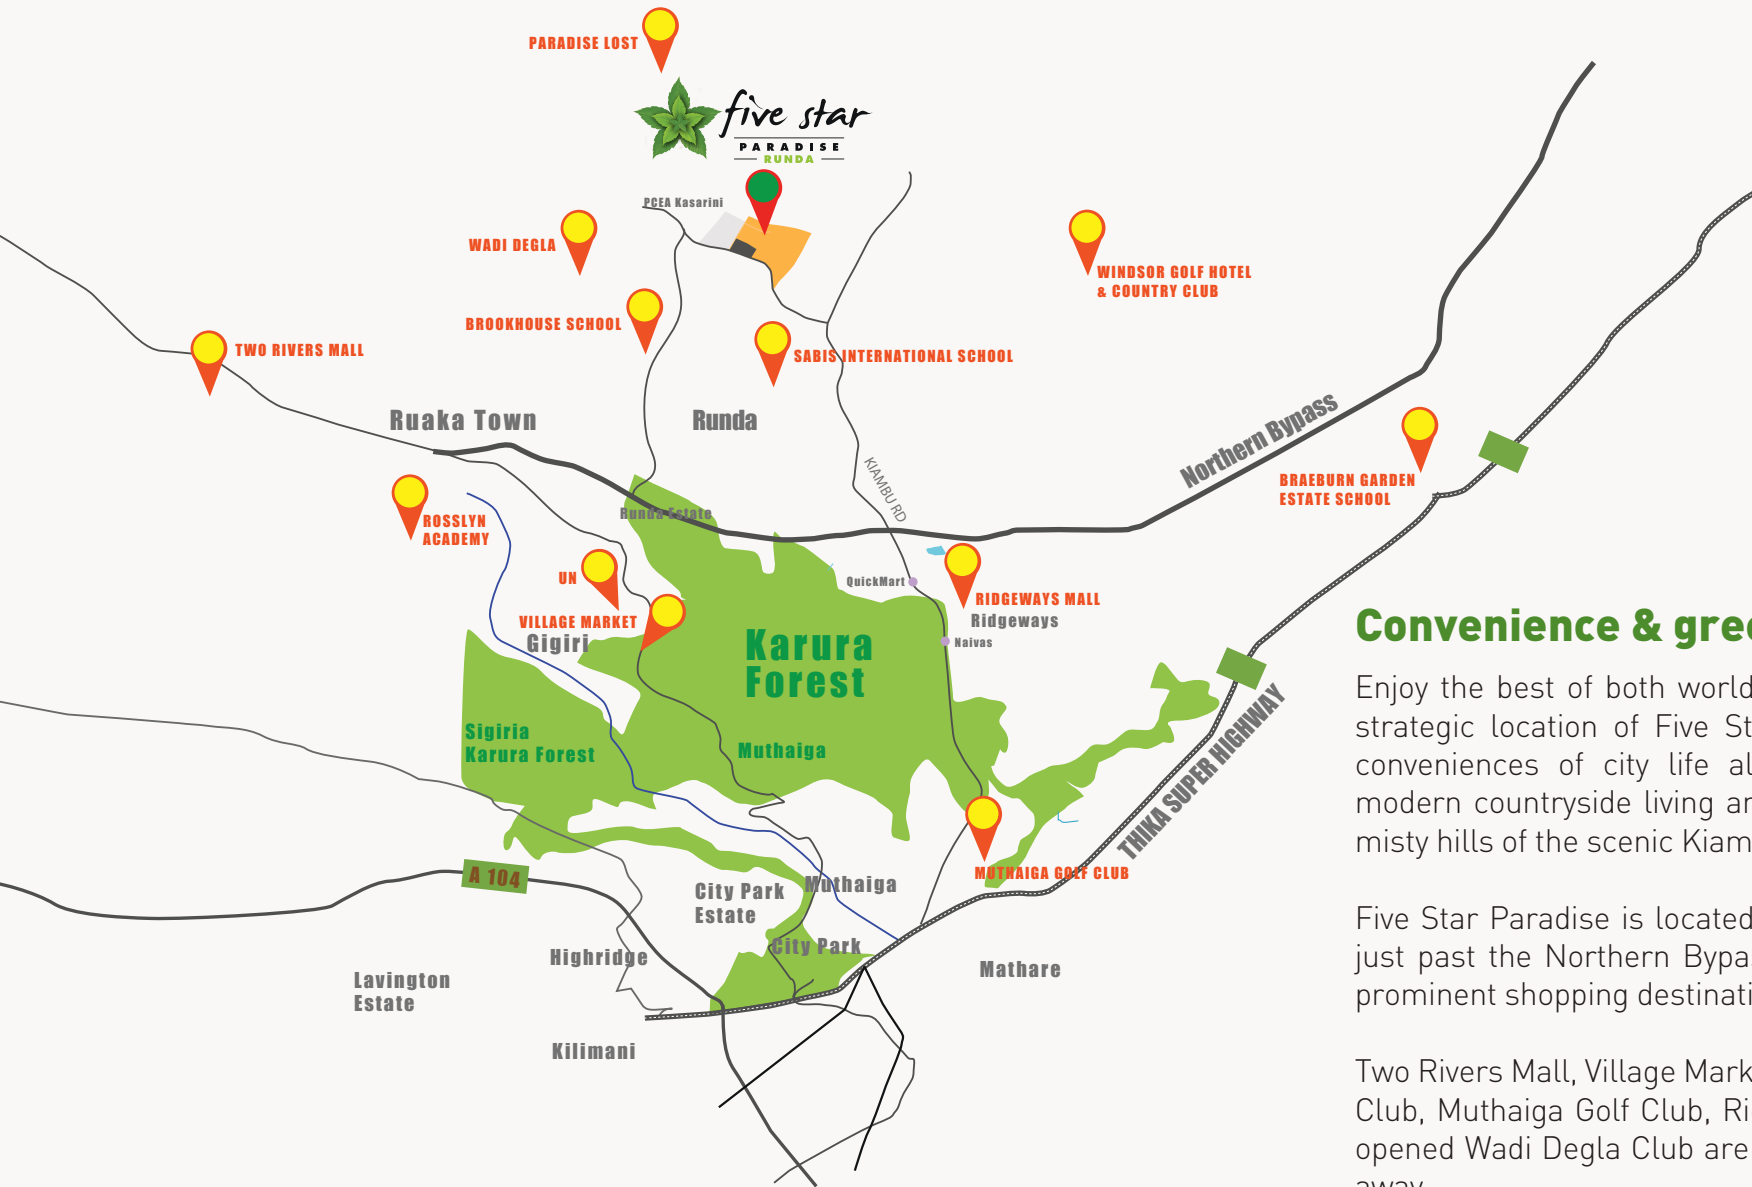 PARADISE LOST
five star
PARADISE
RUNDA
PCEA Kasarini
WADI DEGLA
WINDSOR GOLF HOTEL
& COUNTRY CLUB
BROOKHOUSE SCHOOL
TWO RIVERS MALL
SABIS INTERNATIONAL SCHOOL
Ruaka Town
Runda
Northern Bypass
KIAMBU RD
BRAEBURN GARDEN
ESTATE SCHOOL
ROSSLYN
ACADEMY
Runda Estate
UN
QuickMart
RIDGEWAYS MALL
Ridgeways
VILLAGE MARKET
Gigiri
Naivas
Karura
Forest
Sigiria
Karura Forest
Muthaiga
THIKA SUPER HIGHWAY
MUTHAIGA GOLF CLUB
A 104
City Park
Estate
Muthaiga
City Park
Highridge
Mathare
Lavington
Estate
Kilimani
Convenience & gree
Enjoy the best of both world
strategic location of Five St
conveniences of city life al
modern countryside living ar
misty hills of the scenic Kiam
Five Star Paradise is located
just past the Northern Bypa
prominent shopping destinati
Two Rivers Mall, Village Mark
Club, Muthaiga Golf Club, Ri
opened Wadi Degla Club are
away